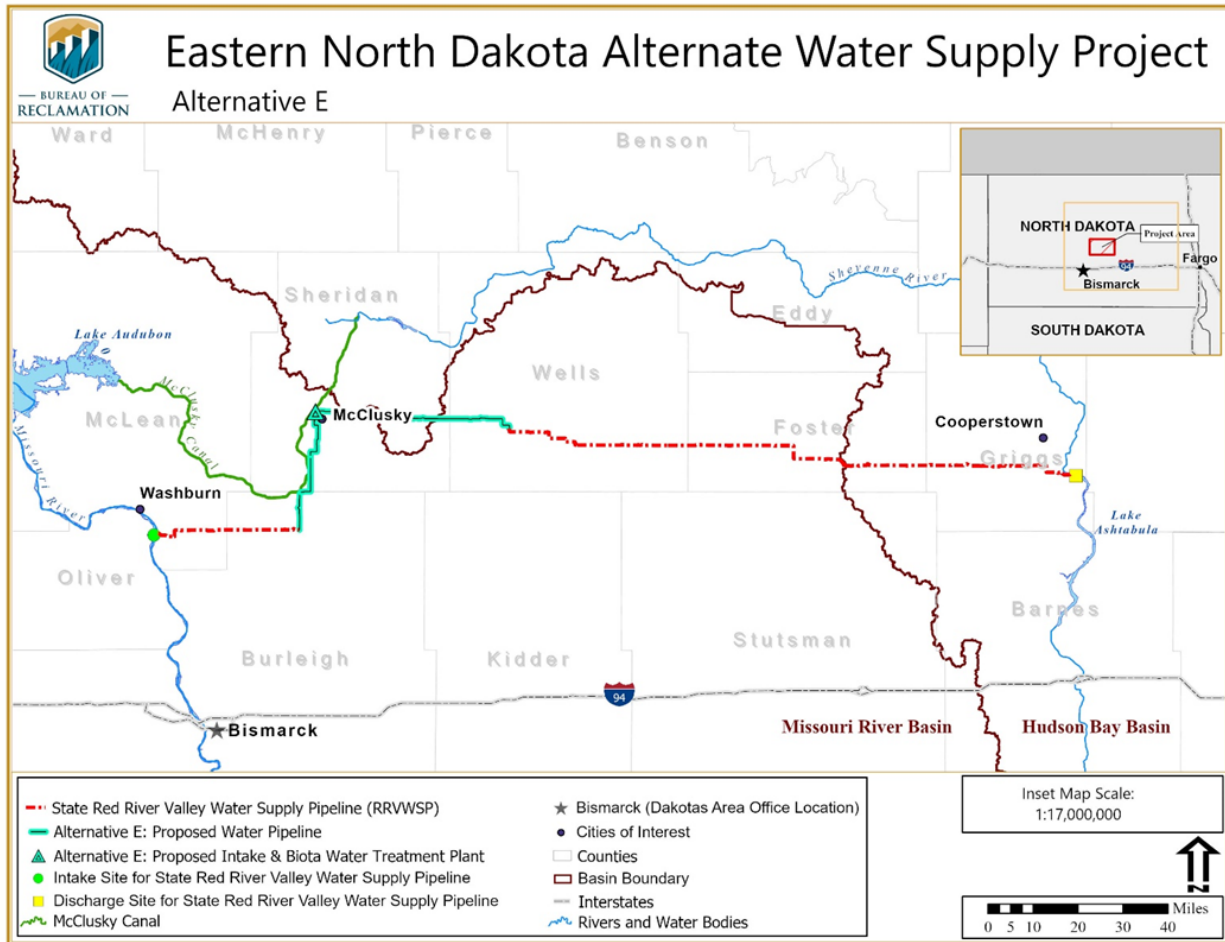 Eastern North Dakota Alternate Water Supply Project
— BUREAU OF —
RECLAMATION
Alternative E
Ward
McHenry
Pierce
Benson
NORTH DAKOTA
Project Area
Fargo
94
Bismarck
SOUTH DAKOTA
Sheyenne River
Sheridan
Eddy
Lake Audubon
Wells
McClusky Canal
McLean
McClusky
Foster
Cooperstown
Griggs
Missouri River
Washburn
Lake
Ashtabula
Oliver
Barnes
Stutsman
Burleigh
Kidder
94
Missouri River Basin
Hudson Bay Basin
Bismarck
State Red River Valley Water Supply Pipeline (RRVWSP)
Alternative E: Proposed Water Pipeline
Alternative E: Proposed Intake & Biota Water Treatment Plant
Intake Site for State Red River Valley Water Supply Pipeline
Discharge Site for State Red River Valley Water Supply Pipeline
McClusky Canal
Bismarck (Dakotas Area Office Location)
Cities of Interest
Counties
Basin Boundary
Interstates
Rivers and Water Bodies
Inset Map Scale:
1:17,000,000
N
Miles
0 5 10 20 30 40